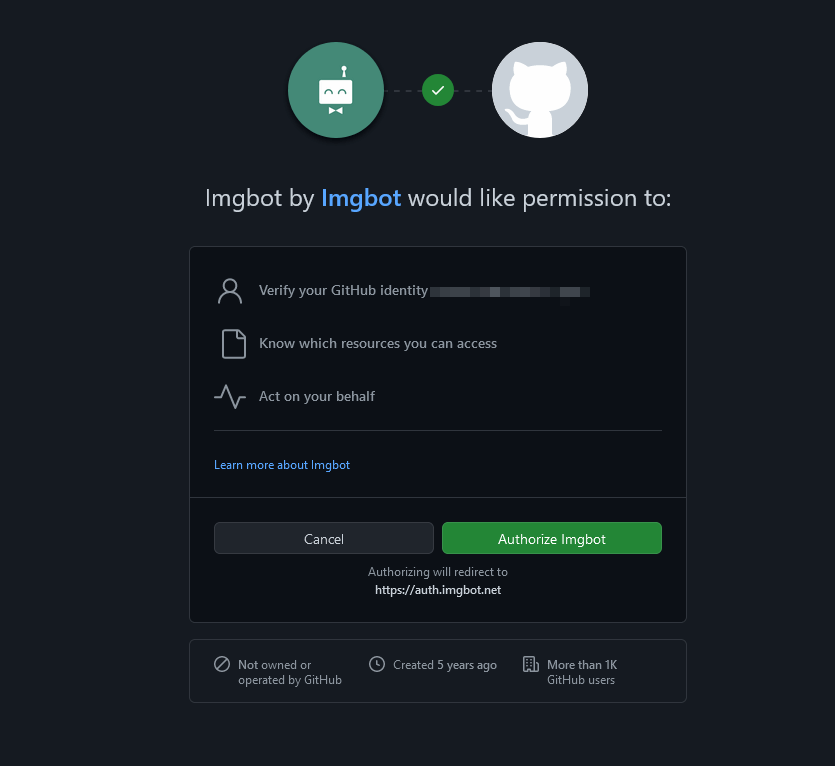 Imgbot by Imgbot would like permission to:
Verify your GitHub identity
Know which resources you can access
Act on your behalf
Learn more about Imgbot
Cancel
Authorize Imgbot
Authorizing will redirect to
https://auth.imgbot.net
Not owned or
operated by GitHub
Created 5 years ago
More than 1K
GitHub users